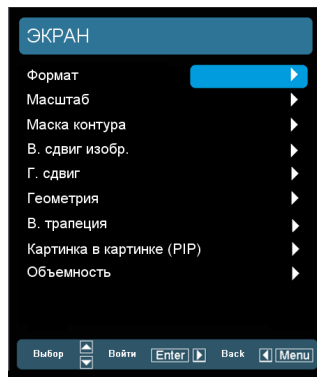 ЭКРАН
Формат
Масштаб
Маска контура
В. сдвиг изобр.
Г. сдвиг
Геометрия
В. трапеция
Картинка в картинке (PIP)
Объемность
Выбор Войти Enter Back Menu